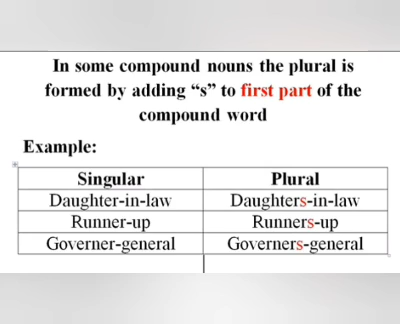 In some compound nouns the plural is
formed by adding “s” to first part of the
compound word
Example:
Singular Plural
Daughter-in-law Daughters-in-law
Runner-up Runners-up
Governer-general Governers-general